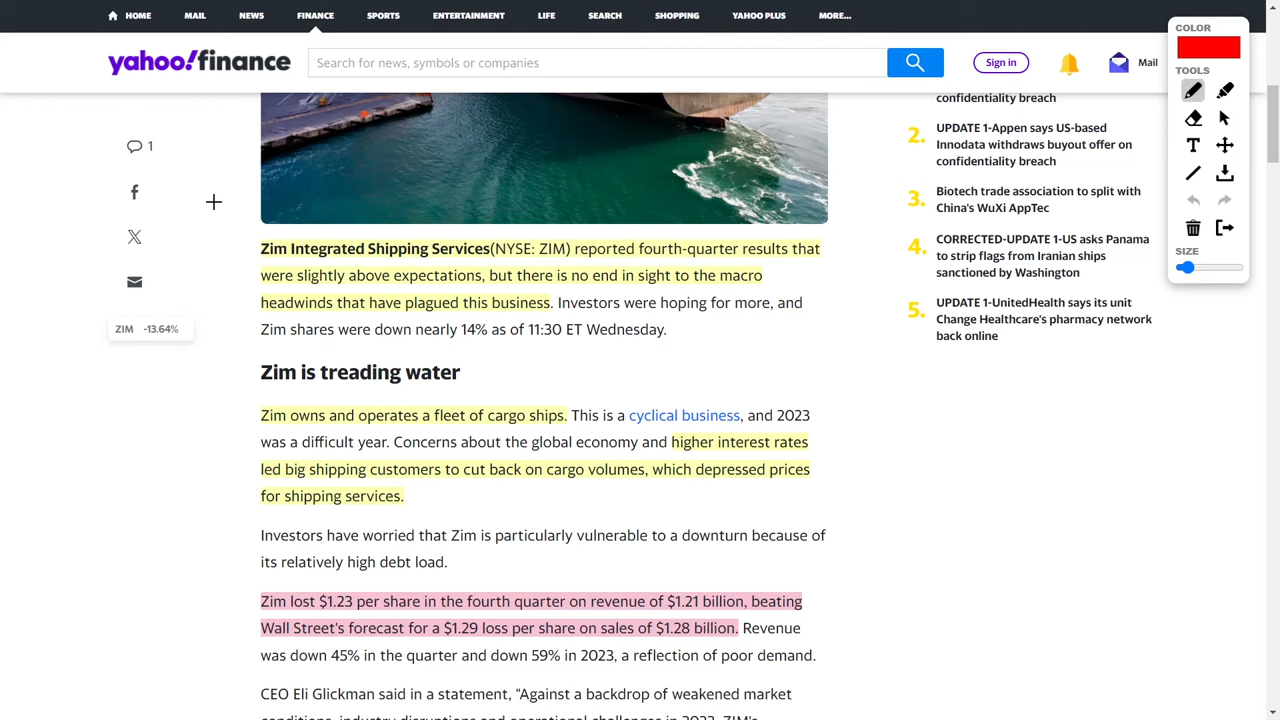 HOME MAIL NEWS FINANCE SPORTS ENTERTAINMENT LIFE SEARCH SHOPPING YAHOO PLUS MORE...
yahoo!finance
Search for news, symbols or companies
Sign in
Mail
COLOR
TOOLS
T
SIZE
1
ZIM -13.64%
Zim Integrated Shipping Services(NYSE: ZIM) reported fourth-quarter results that
were slightly above expectations, but there is no end in sight to the macro
headwinds that have plagued this business. Investors were hoping for more, and
Zim shares were down nearly 14% as of 11:30 ET Wednesday.
Zim is treading water
Zim owns and operates a fleet of cargo ships. This is a cyclical business, and 2023
was a difficult year. Concerns about the global economy and higher interest rates
led big shipping customers to cut back on cargo volumes, which depressed prices
for shipping services.
Investors have worried that Zim is particularly vulnerable to a downturn because of
its relatively high debt load.
Zim lost $1.23 per share in the fourth quarter on revenue of $1.21 billion, beating
Wall Street's forecast for a $1.29 loss per share on sales of $1.28 billion. Revenue
was down 45% in the quarter and down 59% in 2023, a reflection of poor demand.
CEO Eli Glickman said in a statement, "Against a backdrop of weakened market
conditions, industry disruptions and operational challenges in 2023, ZIM's
confidentiality breach
2. UPDATE 1-Appen says US-based
Innodata withdraws buyout offer on
confidentiality breach
3. Biotech trade association to split with
China's WuXi AppTec
4. CORRECTED-UPDATE 1-US asks Panama
to strip flags from Iranian ships
sanctioned by Washington
5. UPDATE 1-UnitedHealth says its unit
Change Healthcare's pharmacy network
back online